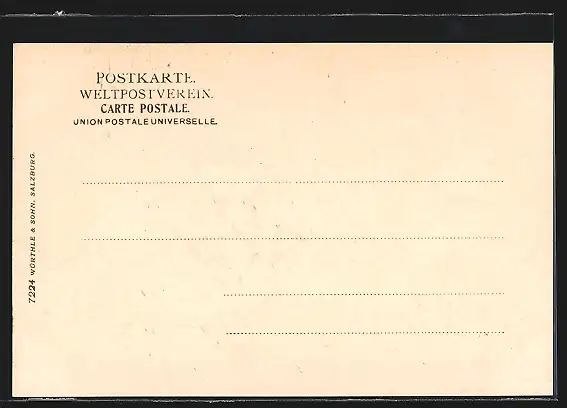 POSTKARTE.
WELTPOSTVEREIN.
CARTE POSTALE.
UNION POSTALE UNIVERSELLE.
7224 WÜRTHLE & SOHN, SALZBURG.